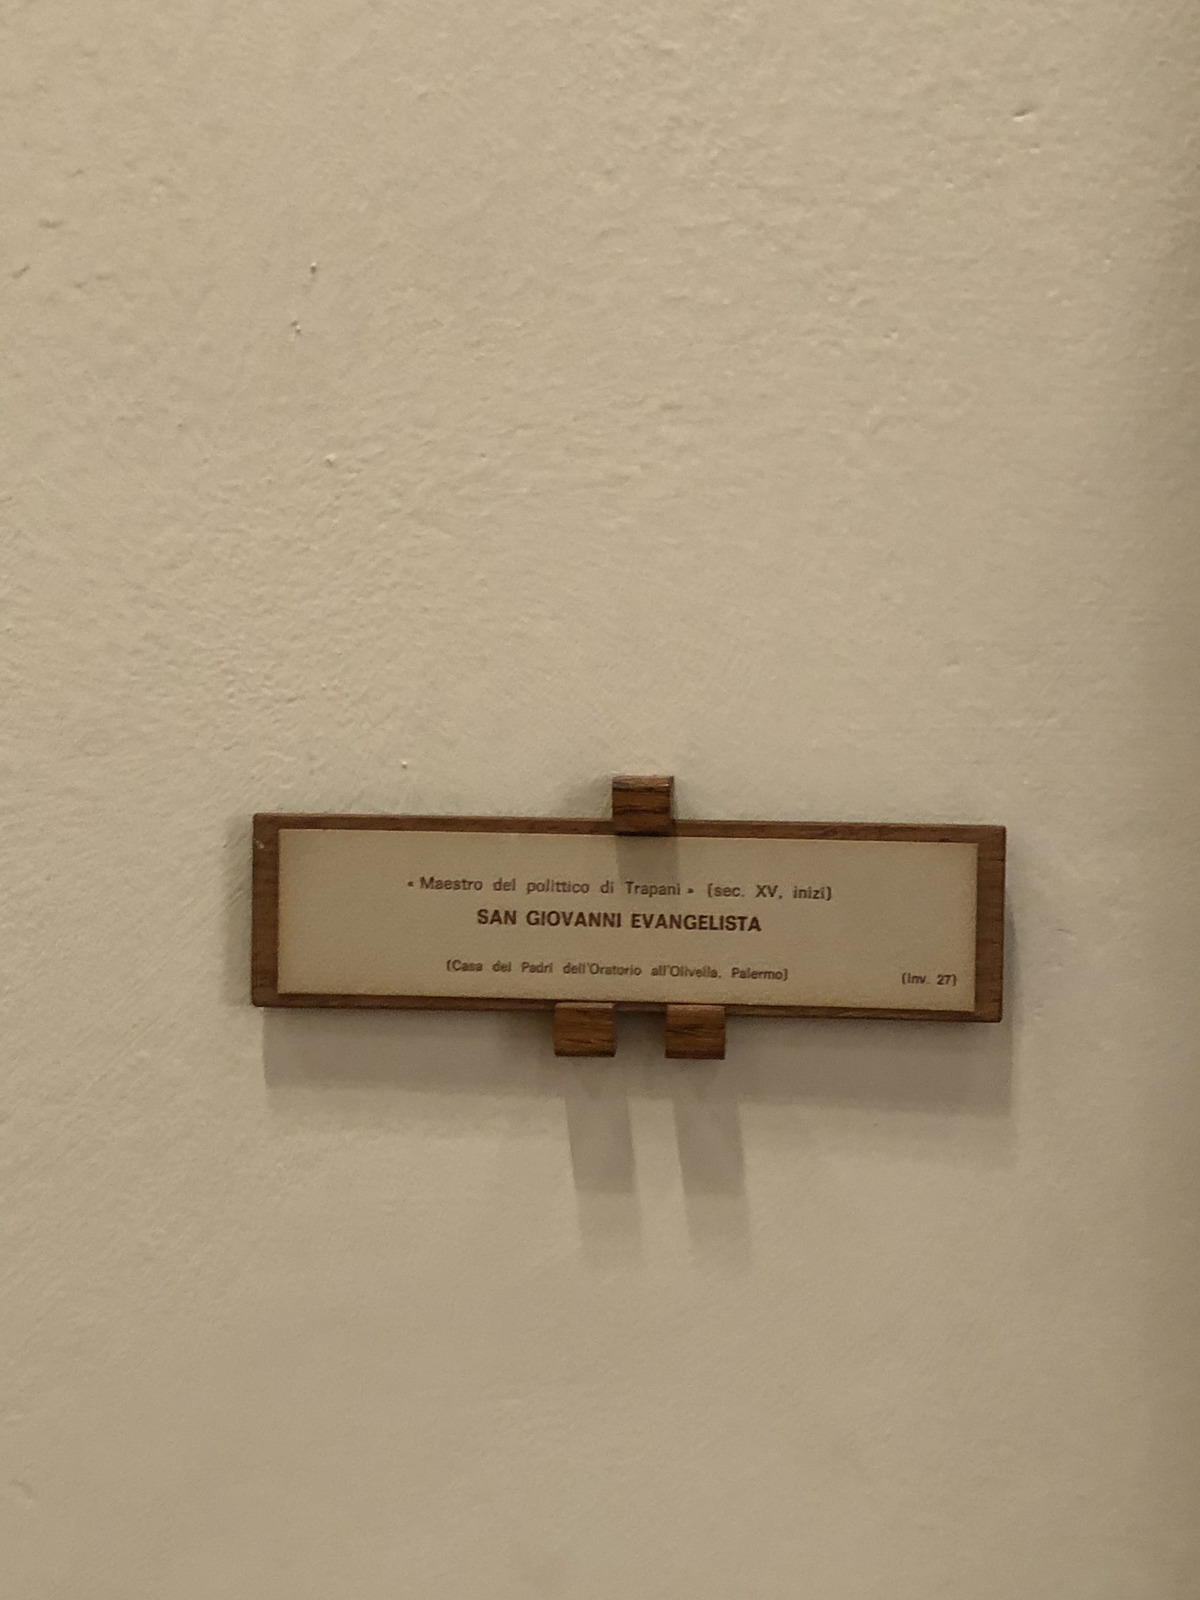 « Maestro del polittico di Trapani » (sec. XV, inizi)
SAN GIOVANNI EVANGELISTA
(Casa dei Padri dell'Oratorio all'Olivella, Palermo) (Inv. 27)